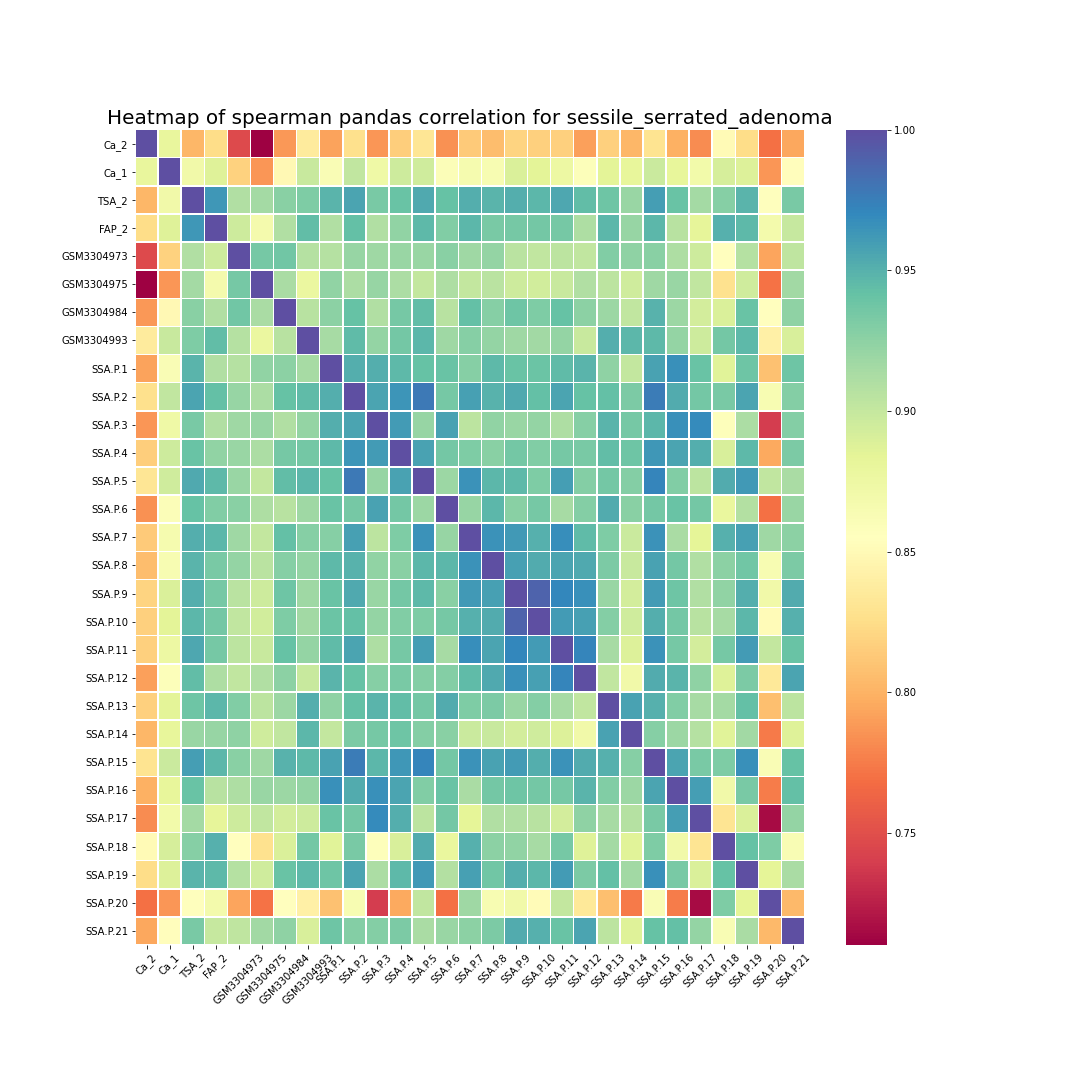 Heatmap of spearman pandas correlation for sessile_serrated_adenoma
Ca_2
Ca_1
TSA_2
FAP_2
GSM3304973
GSM3304975
GSM3304984
GSM3304993
SSA.P.1
SSA.P.2
SSA.P.3
SSA.P.4
SSA.P.5
SSA.P.6
SSA.P.7
SSA.P.8
SSA.P.9
SSA.P.10
SSA.P.11
SSA.P.12
SSA.P.13
SSA.P.14
SSA.P.15
SSA.P.16
SSA.P.17
SSA.P.18
SSA.P.19
SSA.P.20
SSA.P.21
Ca_2
Ca_1
TSA_2
FAP_2
GSM3304973
GSM3304975
GSM3304984
GSM3304993
SSA.P.1
SSA.P.2
SSA.P.3
SSA.P.4
SSA.P.5
SSA.P.6
SSA.P.7
SSA.P.8
SSA.P.9
SSA.P.10
SSA.P.11
SSA.P.12
SSA.P.13
SSA.P.14
SSA.P.15
SSA.P.16
SSA.P.17
SSA.P.18
SSA.P.19
SSA.P.20
SSA.P.21
1.00
0.95
0.90
0.85
0.80
0.75